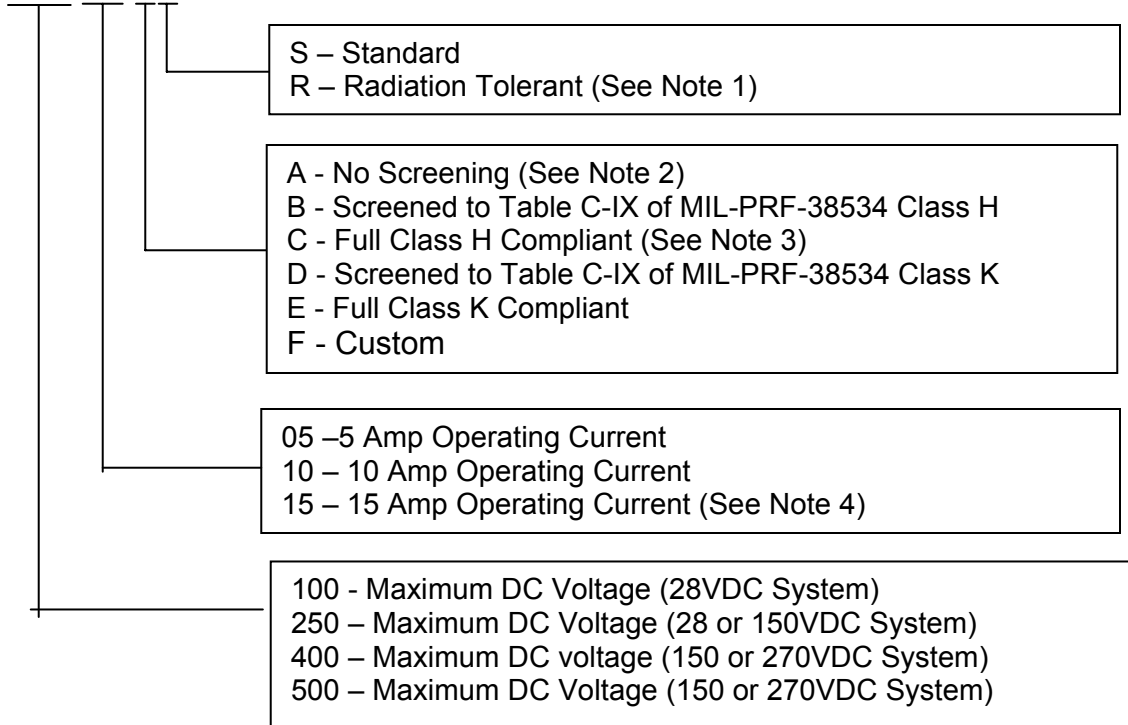 S – Standard
R – Radiation Tolerant (See Note 1)
A - No Screening (See Note 2)
B - Screened to Table C-IX of MIL-PRF-38534 Class H
C - Full Class H Compliant (See Note 3)
D - Screened to Table C-IX of MIL-PRF-38534 Class K
E - Full Class K Compliant
F - Custom
05 –5 Amp Operating Current
10 – 10 Amp Operating Current
15 – 15 Amp Operating Current (See Note 4)
100 - Maximum DC Voltage (28VDC System)
250 – Maximum DC Voltage (28 or 150VDC System)
400 – Maximum DC voltage (150 or 270VDC System)
500 – Maximum DC Voltage (150 or 270VDC System)